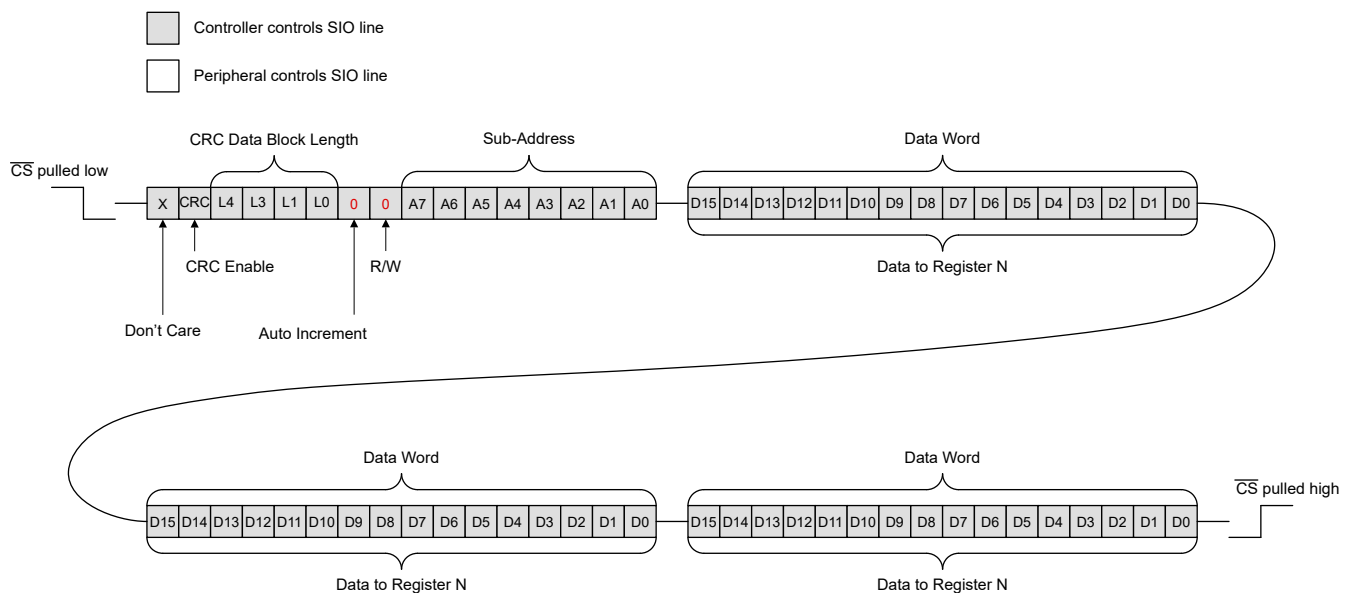 Controller controls SIO line
Peripheral controls SIO line
CRC Data Block Length
Sub-Address
Data Word
CS pulled low
X CRC L4 L3 L1 L0 0 0 A7 A6 A5 A4 A3 A2 A1 A0
D15 D14 D13 D12 D11 D10 D9 D8 D7 D6 D5 D4 D3 D2 D1 D0
CRC Enable
R/W
Data to Register N
Don't Care
Auto Increment
Data Word
Data Word
CS pulled high
D15 D14 D13 D12 D11 D10 D9 D8 D7 D6 D5 D4 D3 D2 D1 D0
D15 D14 D13 D12 D11 D10 D9 D8 D7 D6 D5 D4 D3 D2 D1 D0
Data to Register N
Data to Register N